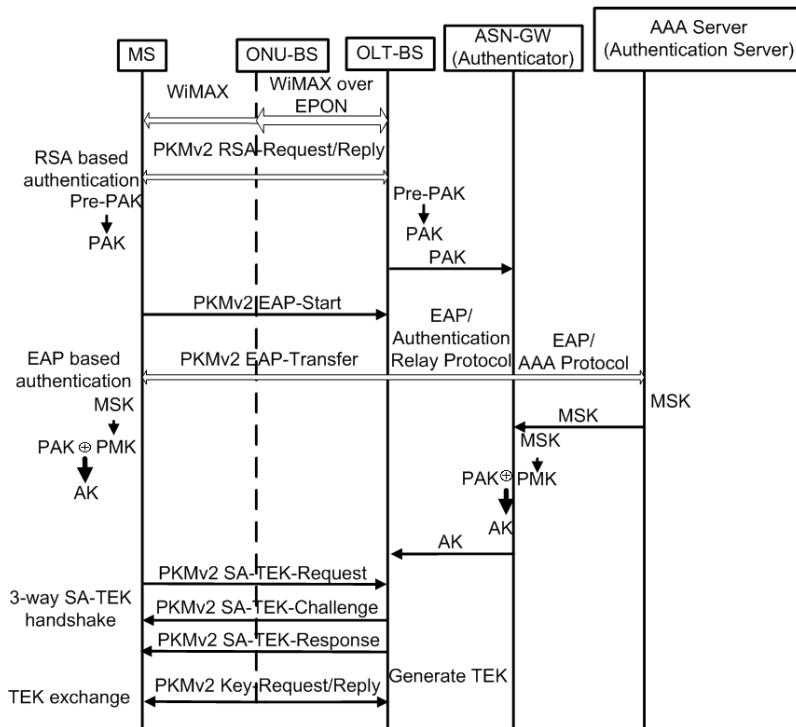 MS
ONU-BS
OLT-BS
ASN-GW
(Authenticator)
AAA Server
(Authentication Server)
WiMAX
WiMAX over
EPON
PKMv2 RSA-Request/Reply
RSA based
authentication
Pre-PAK
PAK
Pre-PAK
PAK
PAK
PKMv2 EAP-Start
EAP/
Authentication
Relay Protocol
EAP/
AAA Protocol
EAP based
authentication
PKMv2 EAP-Transfer
MSK
MSK
MSK
MSK
PAK ⊕ PMK
AK
PAK ⊕ PMK
AK
AK
PKMv2 SA-TEK-Request
3-way SA-TEK
handshake
PKMv2 SA-TEK-Challenge
PKMv2 SA-TEK-Response
Generate TEK
TEK exchange
PKMv2 Key-Request/Reply